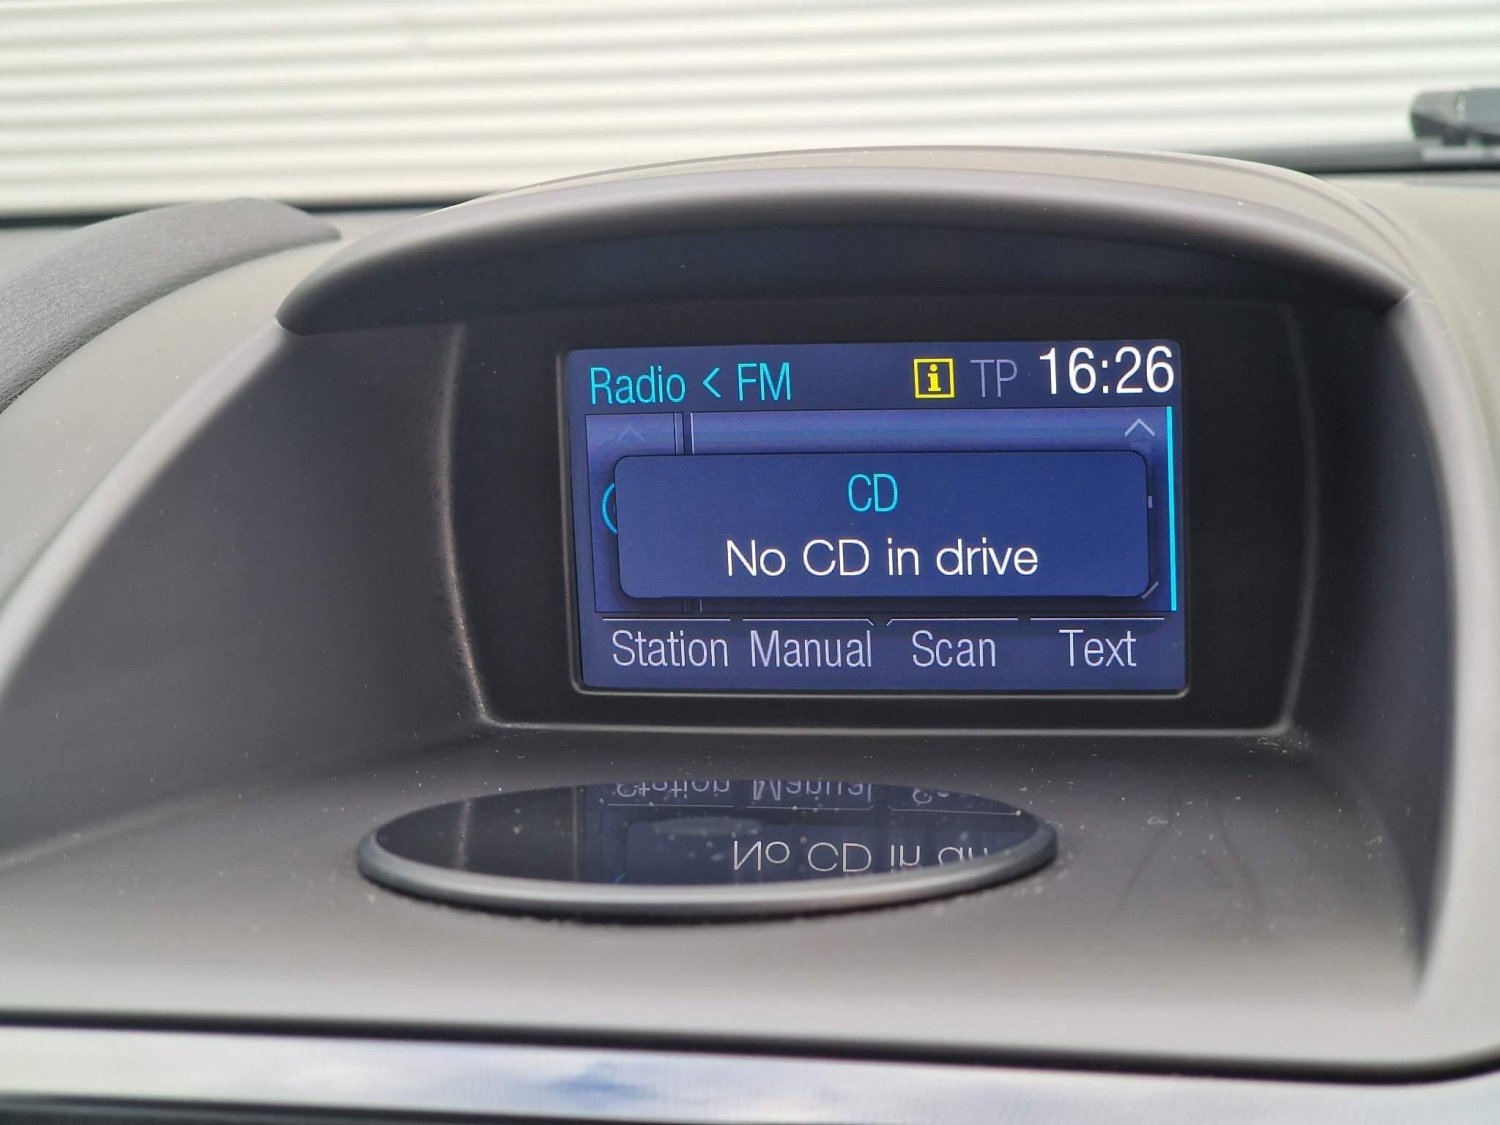 Radio < FM i TP 16:26
CD
No CD in drive
Station Manual Scan Text